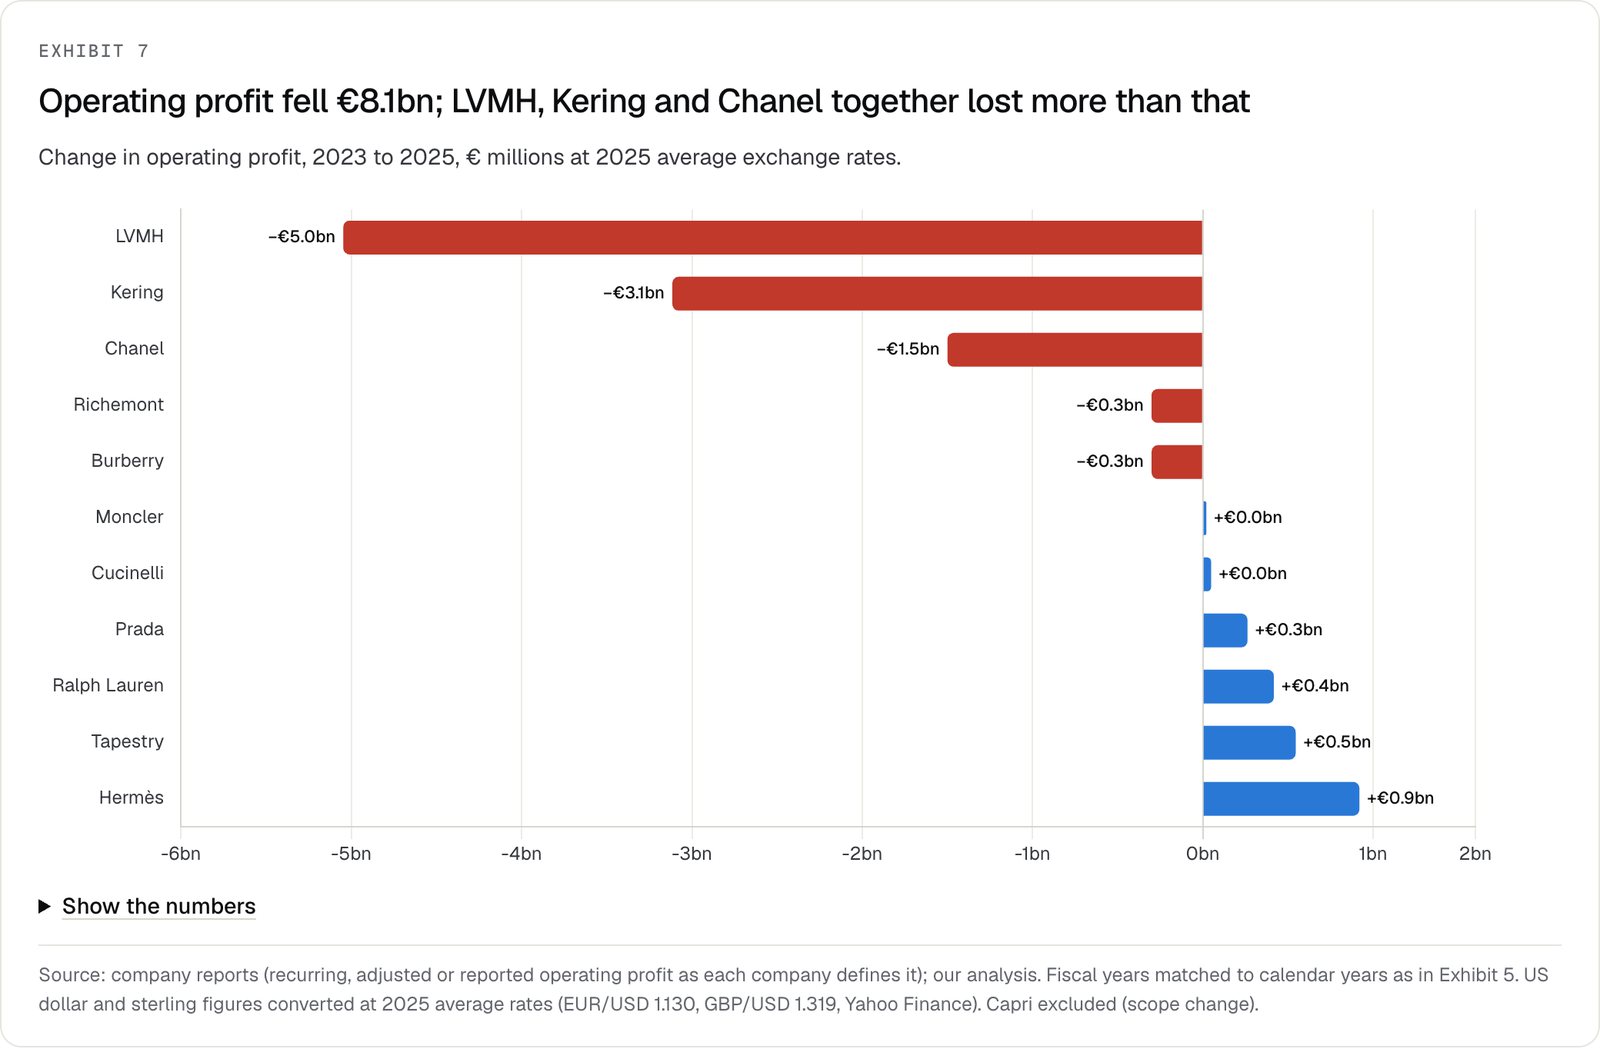 EXHIBIT 7
Operating profit fell €8.1bn; LVMH, Kering and Chanel together lost more than that
Change in operating profit, 2023 to 2025, € millions at 2025 average exchange rates.
LVMH
–€5.0bn
Kering
–€3.1bn
Chanel
–€1.5bn
Richemont
–€0.3bn
Burberry
–€0.3bn
Moncler
+€0.0bn
Cucinelli
+€0.0bn
Prada
+€0.3bn
Ralph Lauren
+€0.4bn
Tapestry
+€0.5bn
Hermès
+€0.9bn
-6bn -5bn -4bn -3bn -2bn -1bn 0bn 1bn 2bn
▶ Show the numbers
Source: company reports (recurring, adjusted or reported operating profit as each company defines it); our analysis. Fiscal years matched to calendar years as in Exhibit 5. US
dollar and sterling figures converted at 2025 average rates (EUR/USD 1.130, GBP/USD 1.319, Yahoo Finance). Capri excluded (scope change).